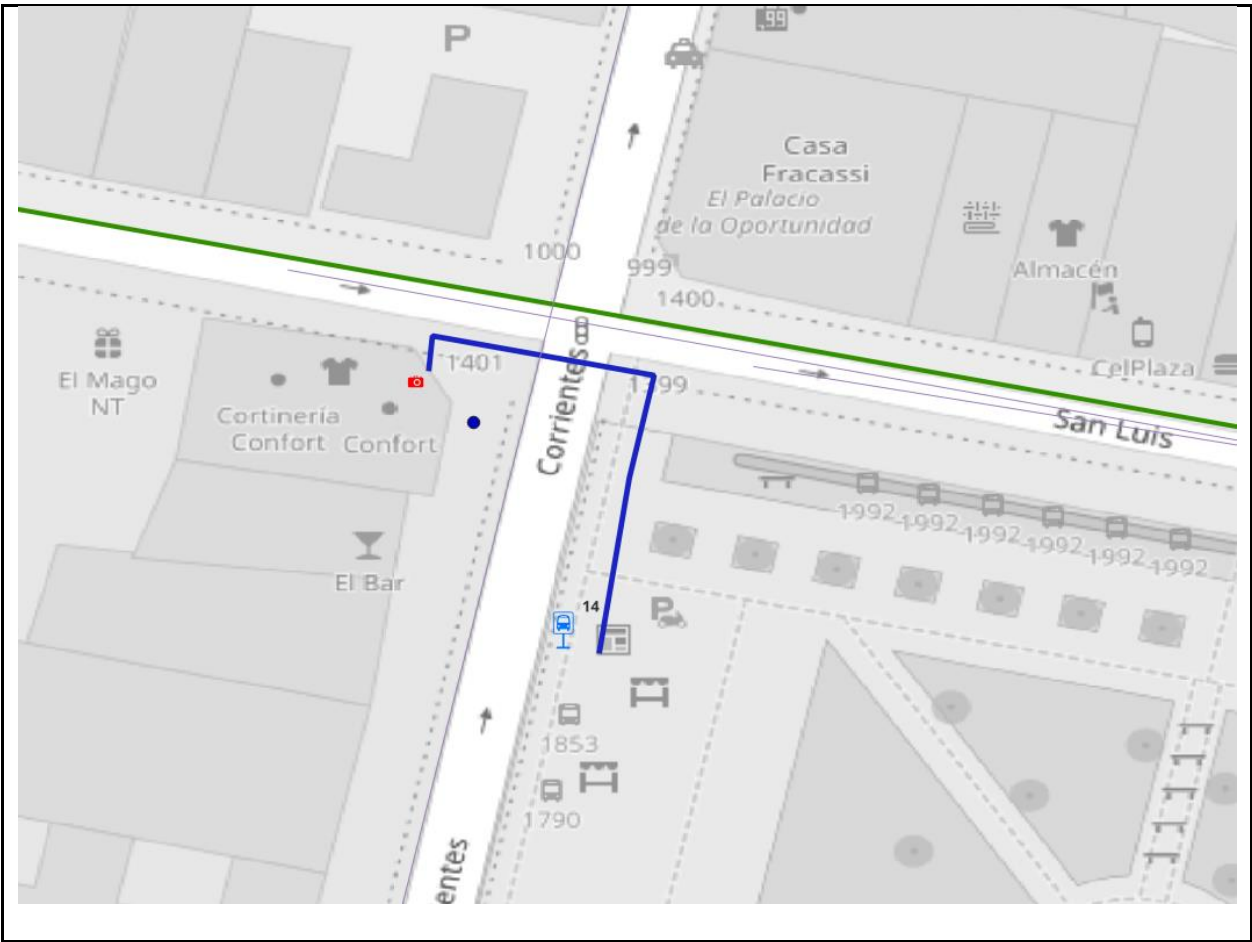 P
99
Casa
Fracassi
El Palacio
de la Oportunidad
1000
999
1400
Almacén
1401
El Mago
NT
Cortinería
Confort
Confort
Corrientes
CelPlaza
San Luis
1992
1992
1992
1992
1992
1992
El Bar
14
P
1853
1790
entes